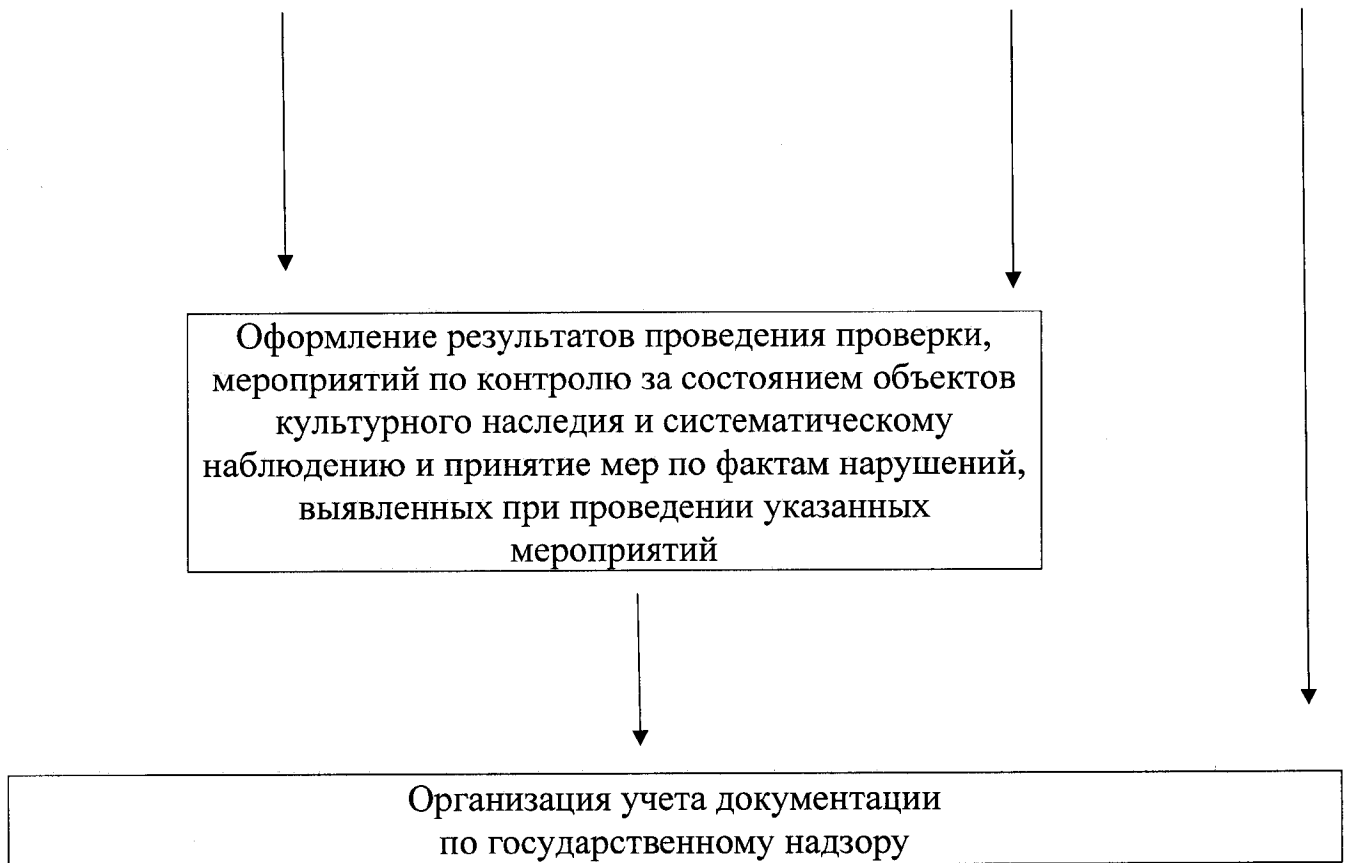 Оформление результатов проведения проверки,
мероприятий по контролю за состоянием объектов
культурного наследия и систематическому
наблюдению и принятие мер по фактам нарушений,
выявленных при проведении указанных
мероприятий
Организация учета документации
по государственному надзору